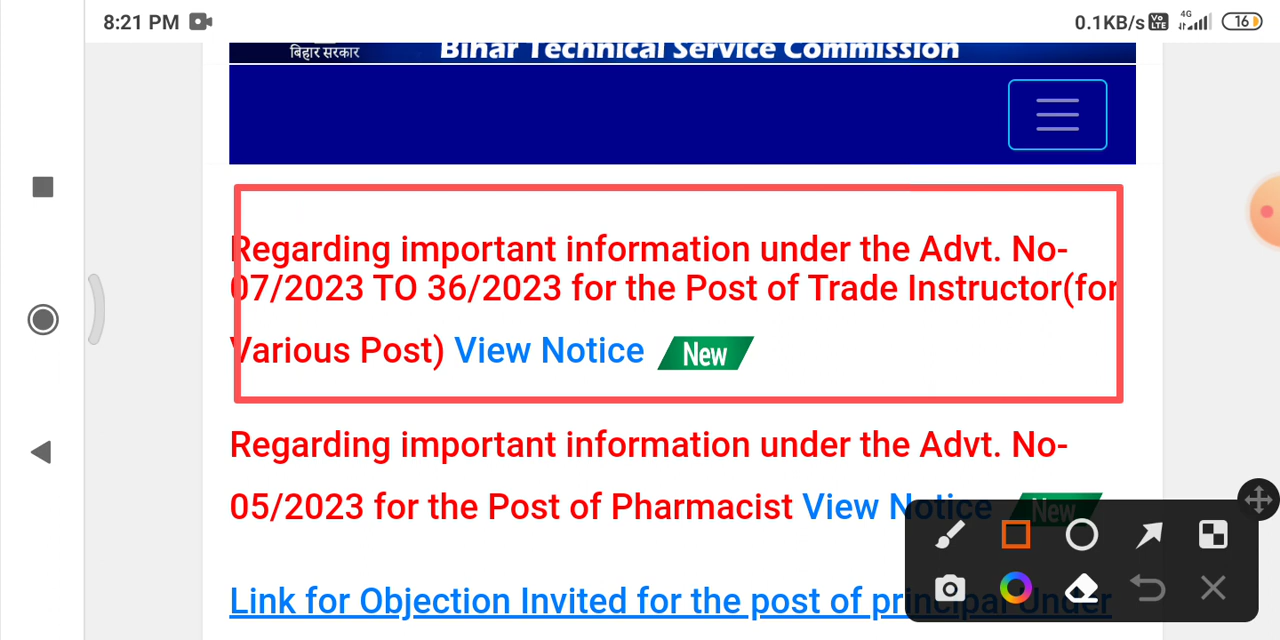 8:21 PM
0.1KB/s Vo LTE 4G 16
बिहार सरकार
Bihar Technical Service Commission
Regarding important information under the Advt. No-
07/2023 TO 36/2023 for the Post of Trade Instructor(for
Various Post) View Notice New
Regarding important information under the Advt. No-
05/2023 for the Post of Pharmacist View Notice New
Link for Objection Invited for the post of principal Under